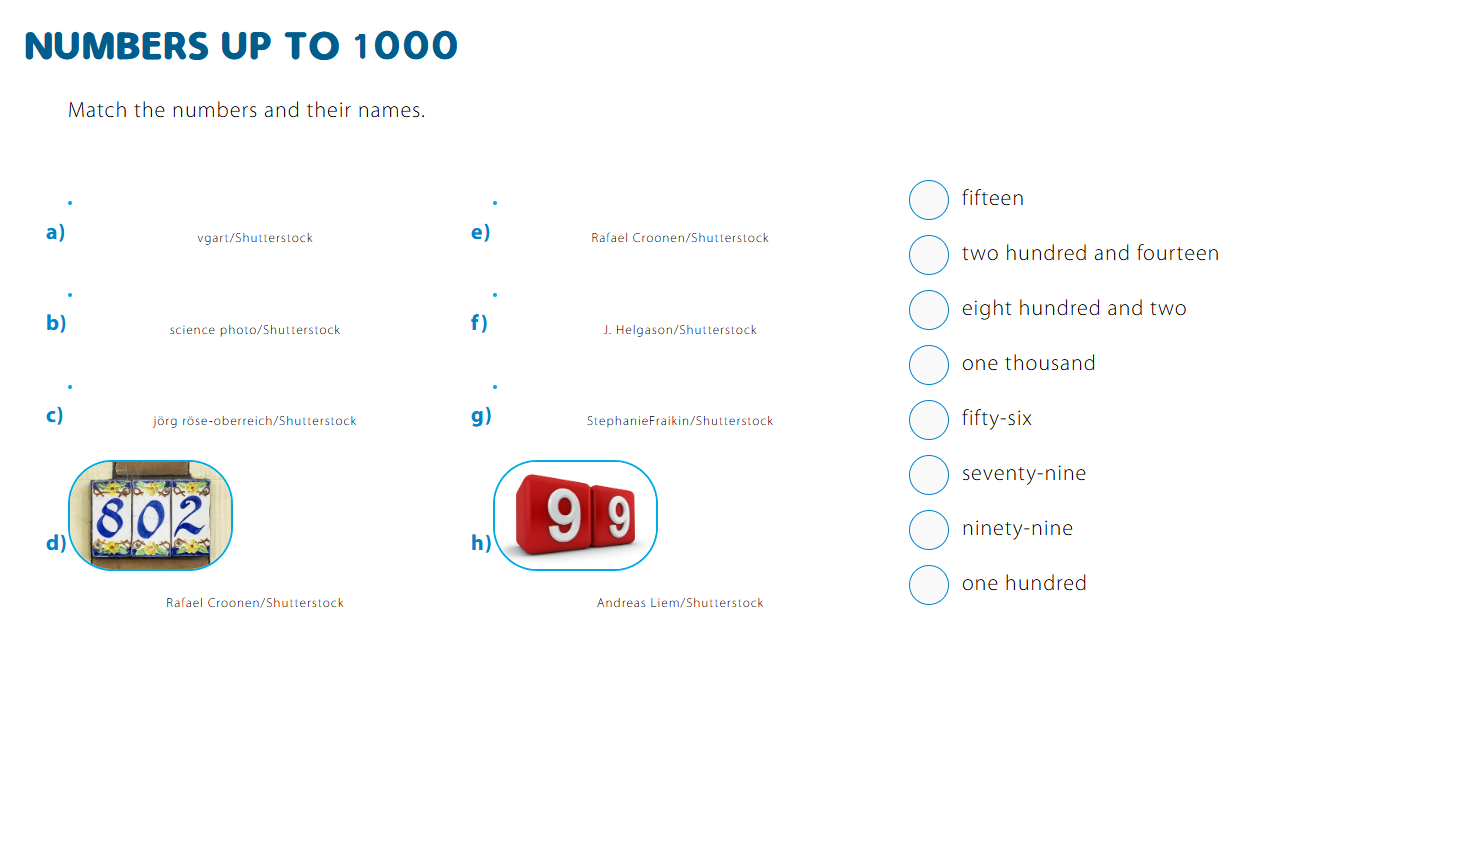 NUMBERS UP TO 1000
Match the numbers and their names.
a)
vgart/Shutterstock
b)
science photo/Shutterstock
c)
jörg röse-oberreich/Shutterstock
d)
802
Rafael Croonen/Shutterstock
e)
Rafael Croonen/Shutterstock
f)
J. Helgason/Shutterstock
g)
StephanieFraikin/Shutterstock
h)
99
Andreas Liem/Shutterstock
fifteen
two hundred and fourteen
eight hundred and two
one thousand
fifty-six
seventy-nine
ninety-nine
one hundred